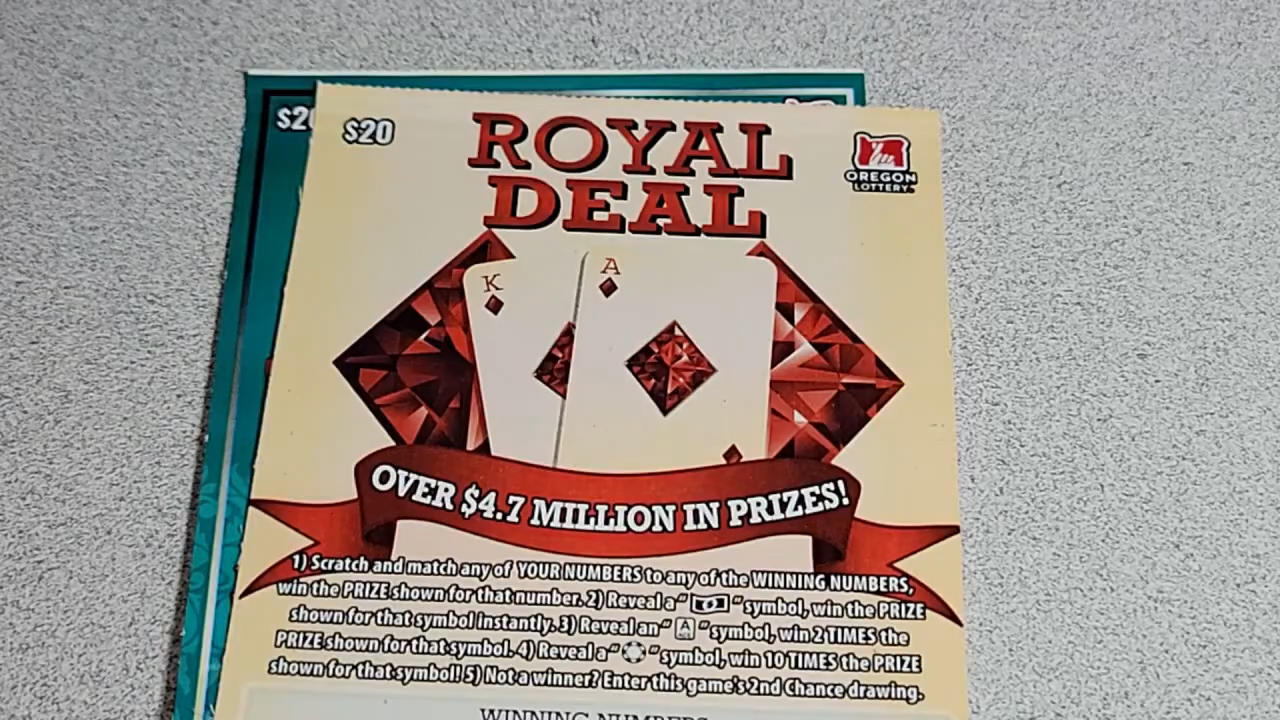 $20
$20
ROYAL
DEAL
OREGON
LOTTERY
K
A
OVER $4.7 MILLION IN PRIZES!
1) Scratch and match any of YOUR NUMBERS to any of the WINNING NUMBERS,
win the PRIZE shown for that number. 2) Reveal a " " symbol, win the PRIZE
shown for that symbol instantly. 3) Reveal an " A " symbol, win 2 TIMES the
PRIZE shown for that symbol. 4) Reveal a " " symbol, win 10 TIMES the PRIZE
shown for that symbol! 5) Not a winner? Enter this game's 2nd Chance drawing.
WINNING NUMBERS